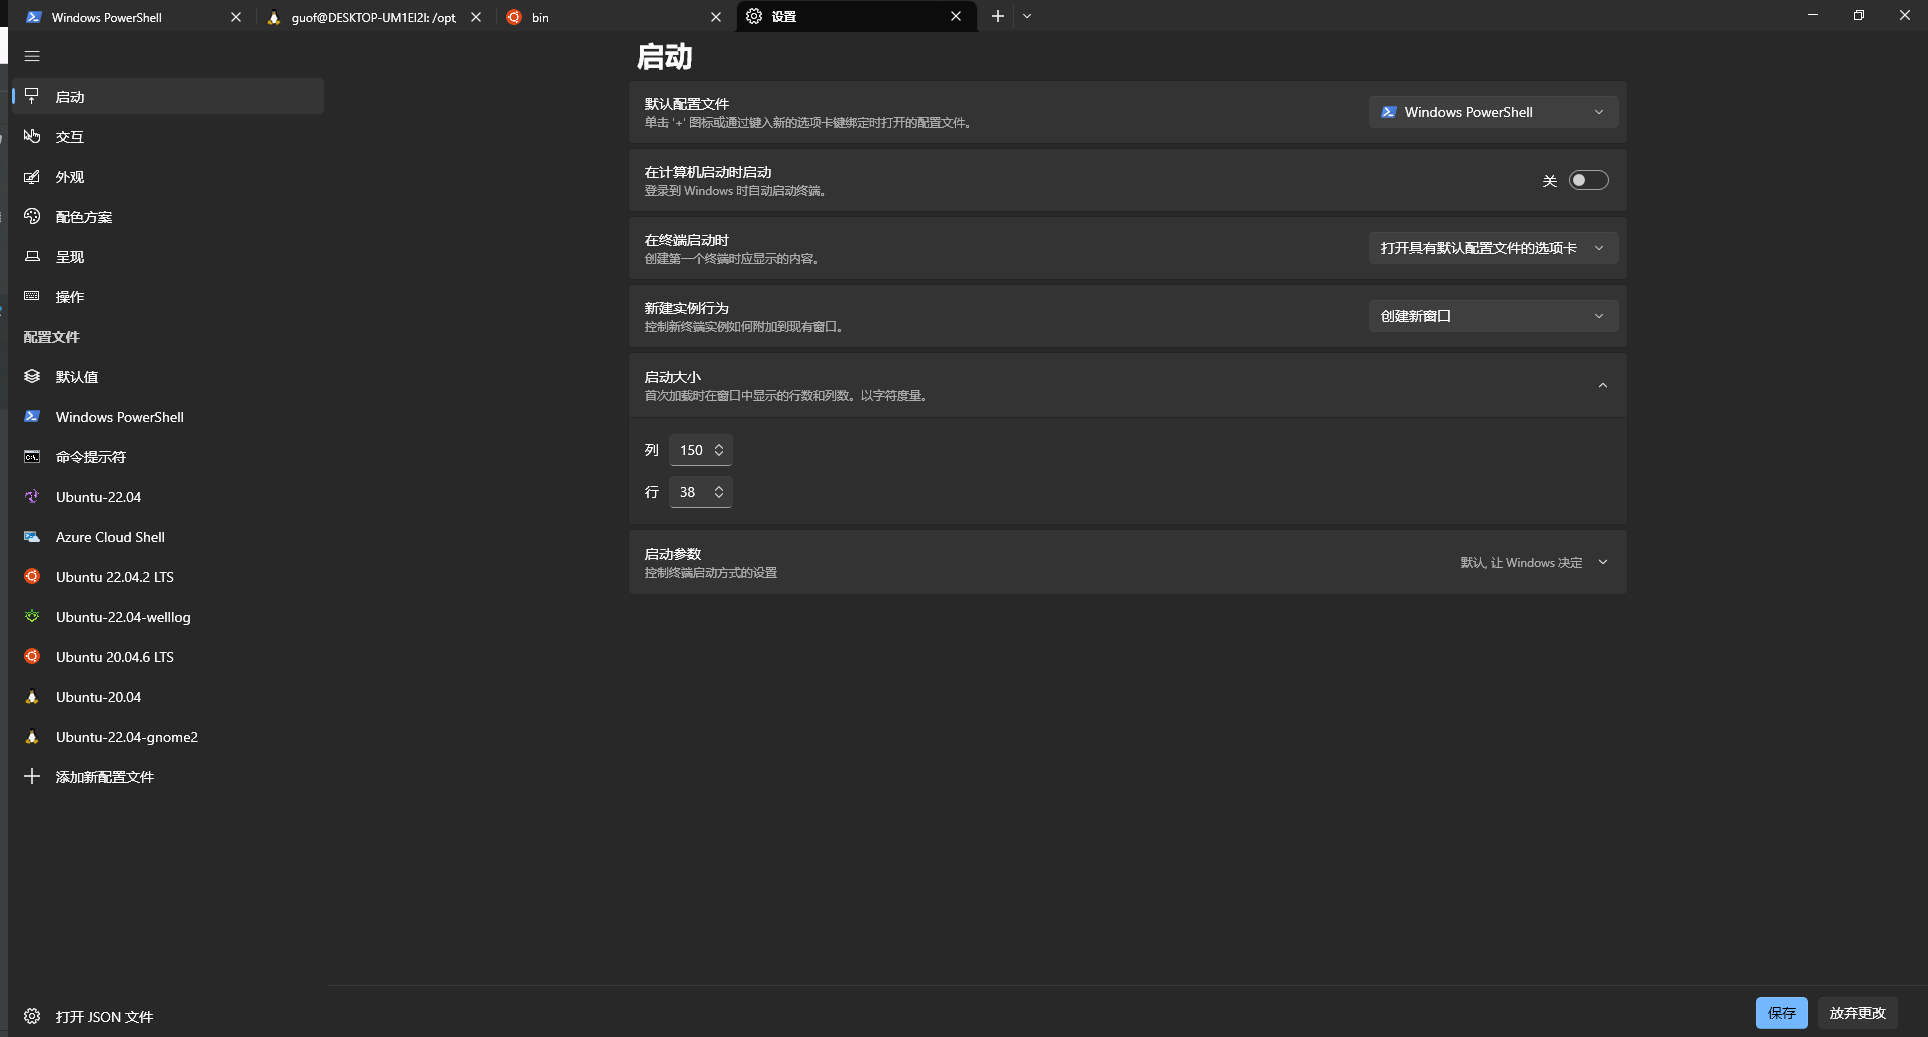 Windows PowerShell
guof@DESKTOP-UM1EI2I: /opt
bin
设置
启动
交互
外观
配色方案
呈现
操作
配置文件
默认值
Windows PowerShell
命令提示符
Ubuntu-22.04
Azure Cloud Shell
Ubuntu 22.04.2 LTS
Ubuntu-22.04-welllog
Ubuntu 20.04.6 LTS
Ubuntu-20.04
Ubuntu-22.04-gnome2
添加新配置文件
打开 JSON 文件
启动
默认配置文件
单击 '+' 图标或通过键入新的选项卡键绑定时打开的配置文件。
Windows PowerShell
在计算机启动时启动
登录到 Windows 时自动启动终端。
关
在终端启动时
创建第一个终端时应显示的内容。
打开具有默认配置文件的选项卡
新建实例行为
控制新终端实例如何附加到现有窗口。
创建新窗口
启动大小
首次加载时在窗口中显示的行数和列数。以字符度量。
列 150
行 38
启动参数
控制终端启动方式的设置
默认, 让 Windows 决定
保存
放弃更改